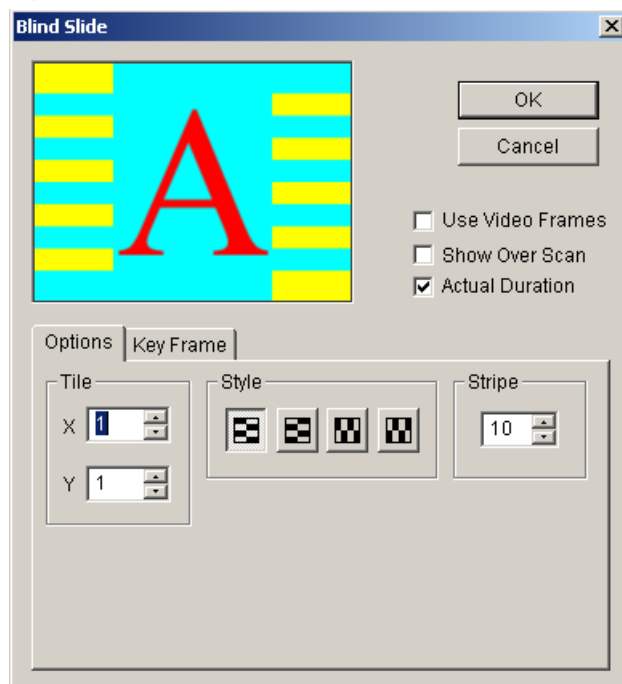 Blind Slide
A
OK
Cancel
Use Video Frames
Show Over Scan
Actual Duration
Options Key Frame
Tile Style Stripe
X 1 10
Y 1